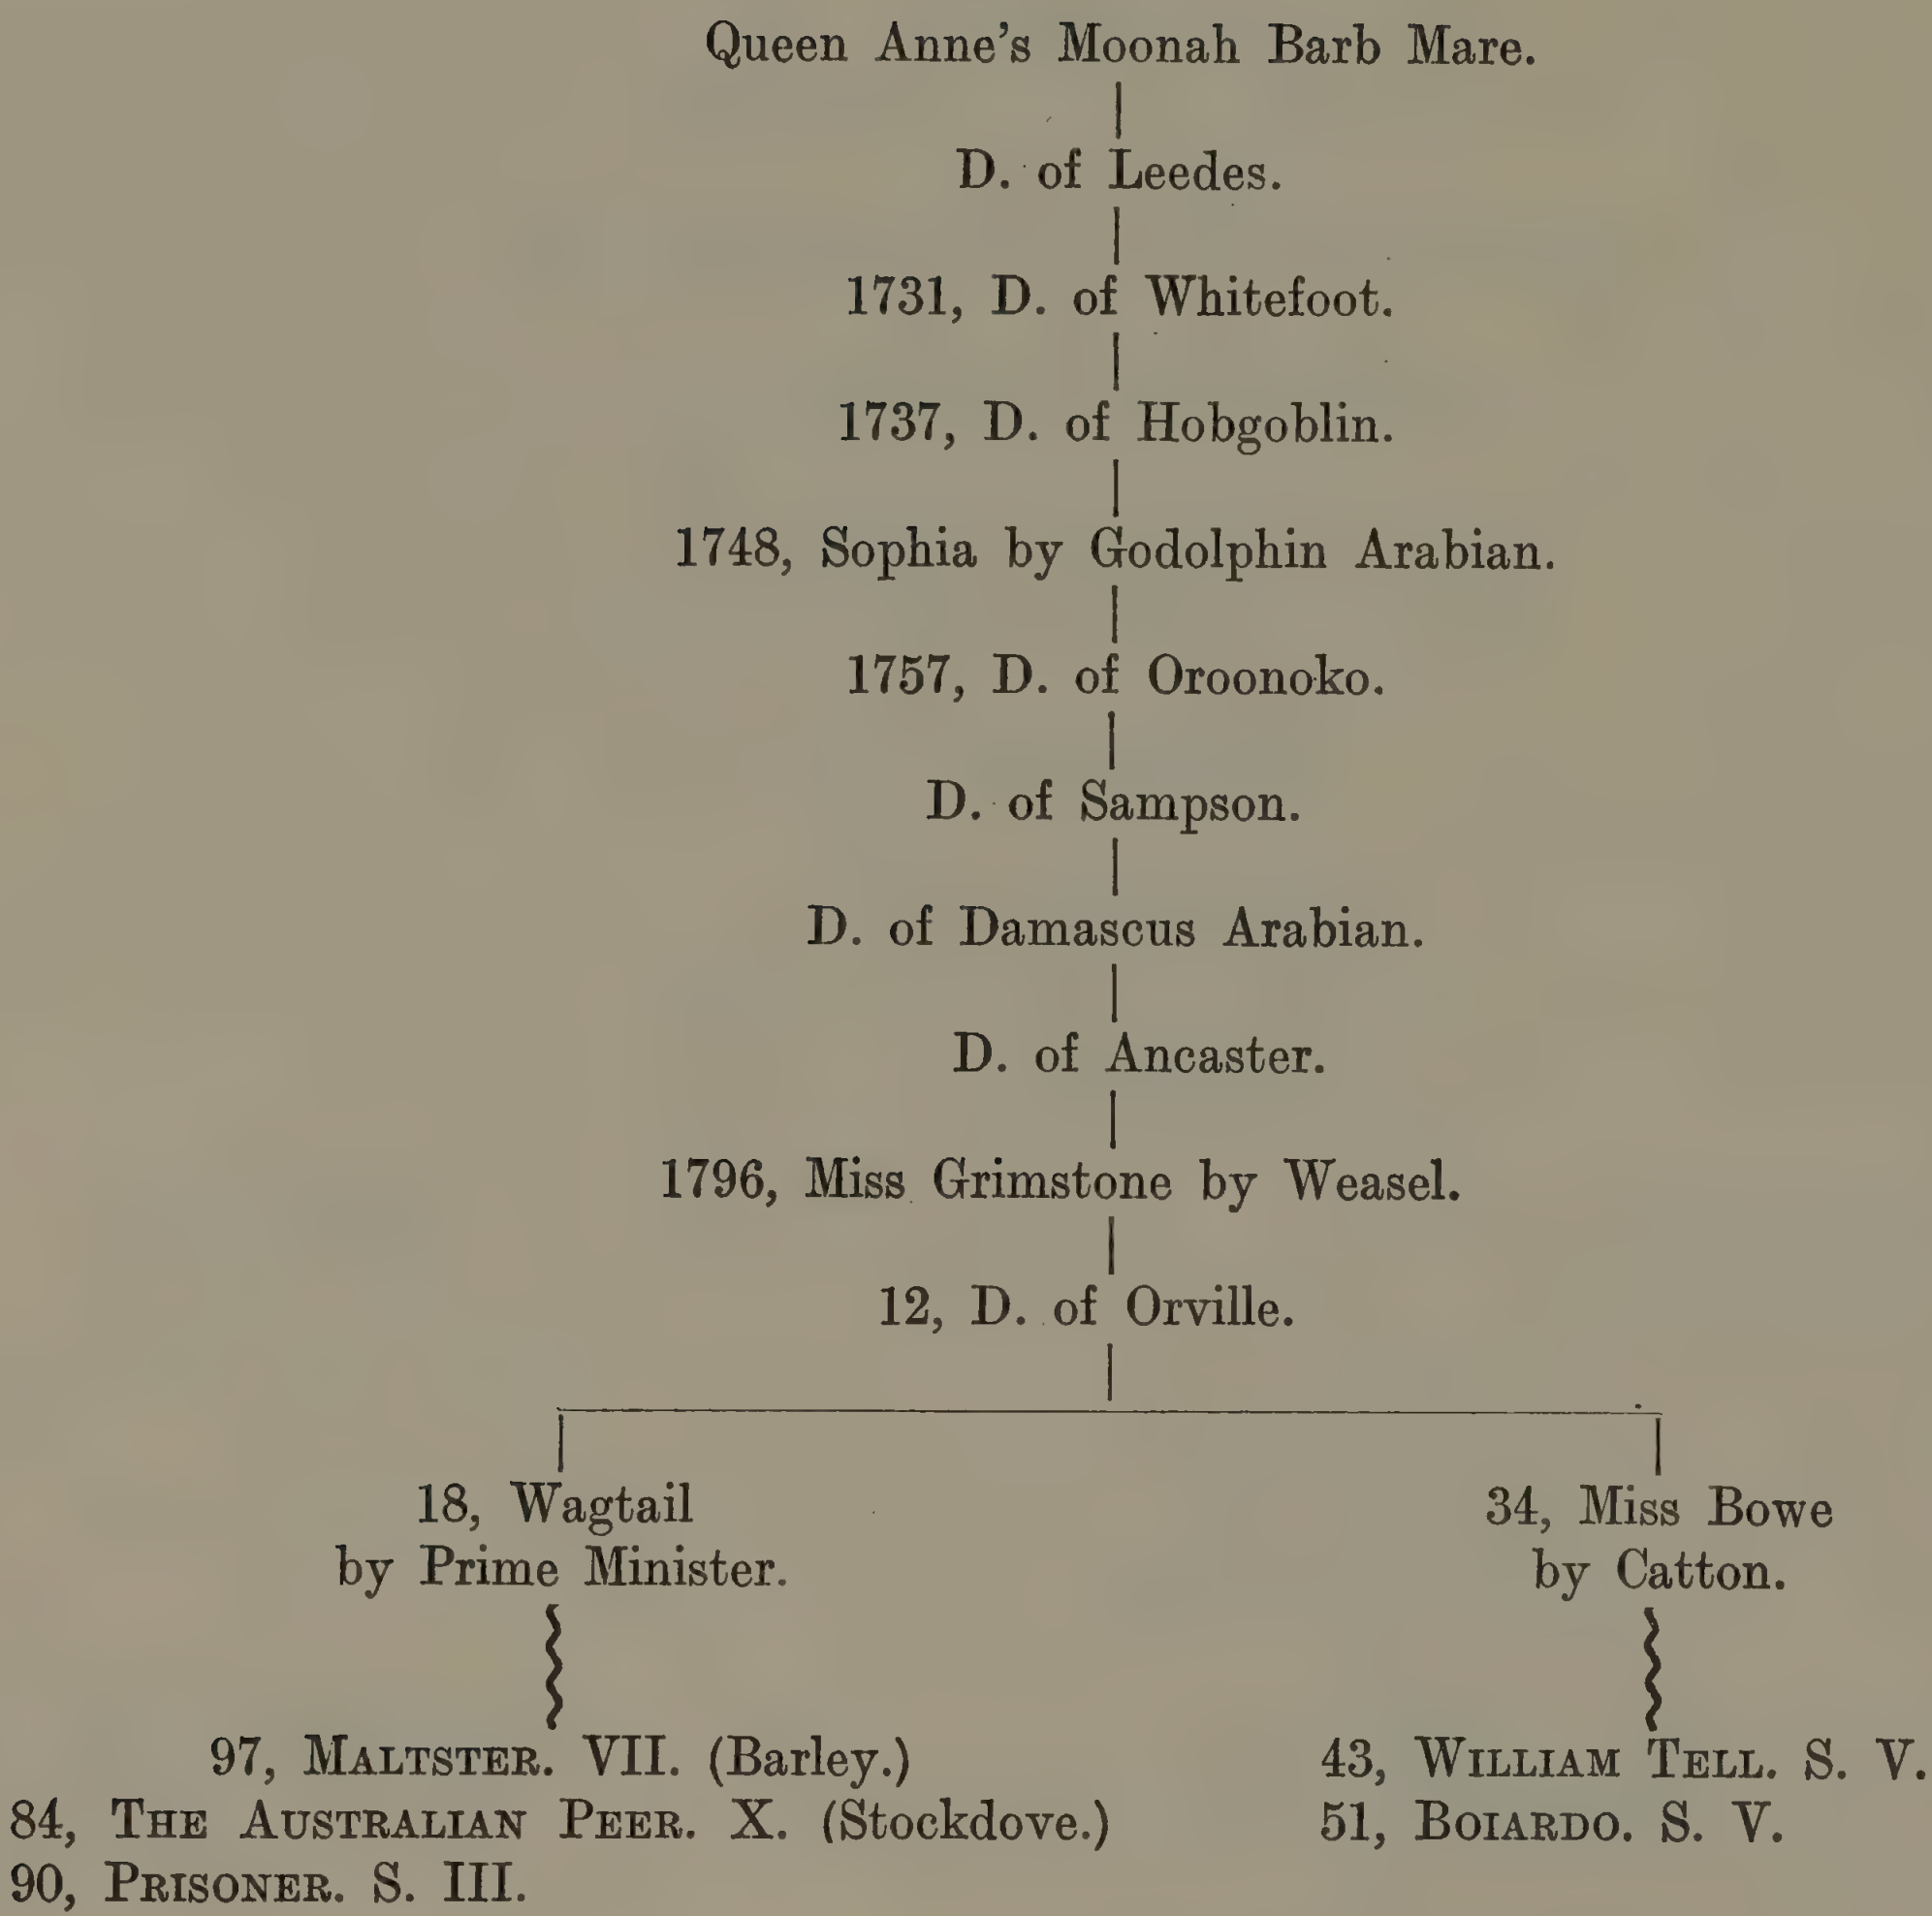 Queen Anne's Moonah Barb Mare.
D. of Leedes.
1731, D. of Whitefoot.
1737, D. of Hobgoblin.
1748, Sophia by Godolphin Arabian.
1757, D. of Oroonoko.
D. of Sampson.
D. of Damascus Arabian.
D. of Ancaster.
1796, Miss Grimstone by Weasel.
12, D. of Orville.
18, Wagtail
by Prime Minister.
34, Miss Bowe
by Catton.
97, MALTSTER. VII. (Barley.)
84, THE AUSTRALIAN PEER. X. (Stockdove.)
90, PRISONER. S. III.
43, WILLIAM TELL. S. V.
51, BOIARDO. S. V.